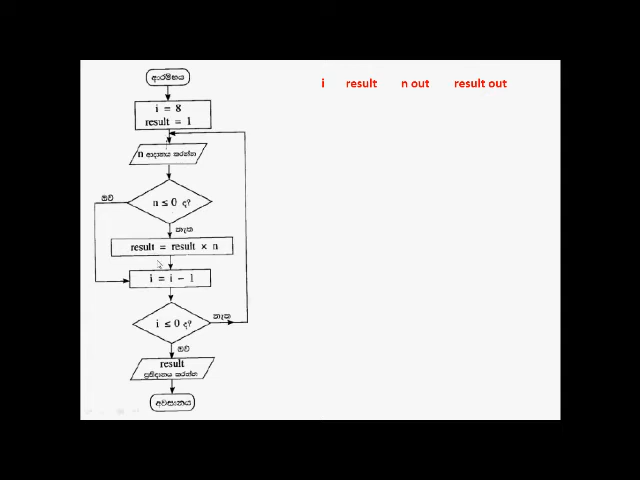 ආරම්භය
i result n out result out
i = 8
result = 1
n ආදානය කරන්න
ඔව්
n ≤ 0 ද?
නැත
result = result × n
i = i − 1
i ≤ 0 ද?
නැත
ඔව්
result
ප්‍රතිදානය කරන්න
අවසානය